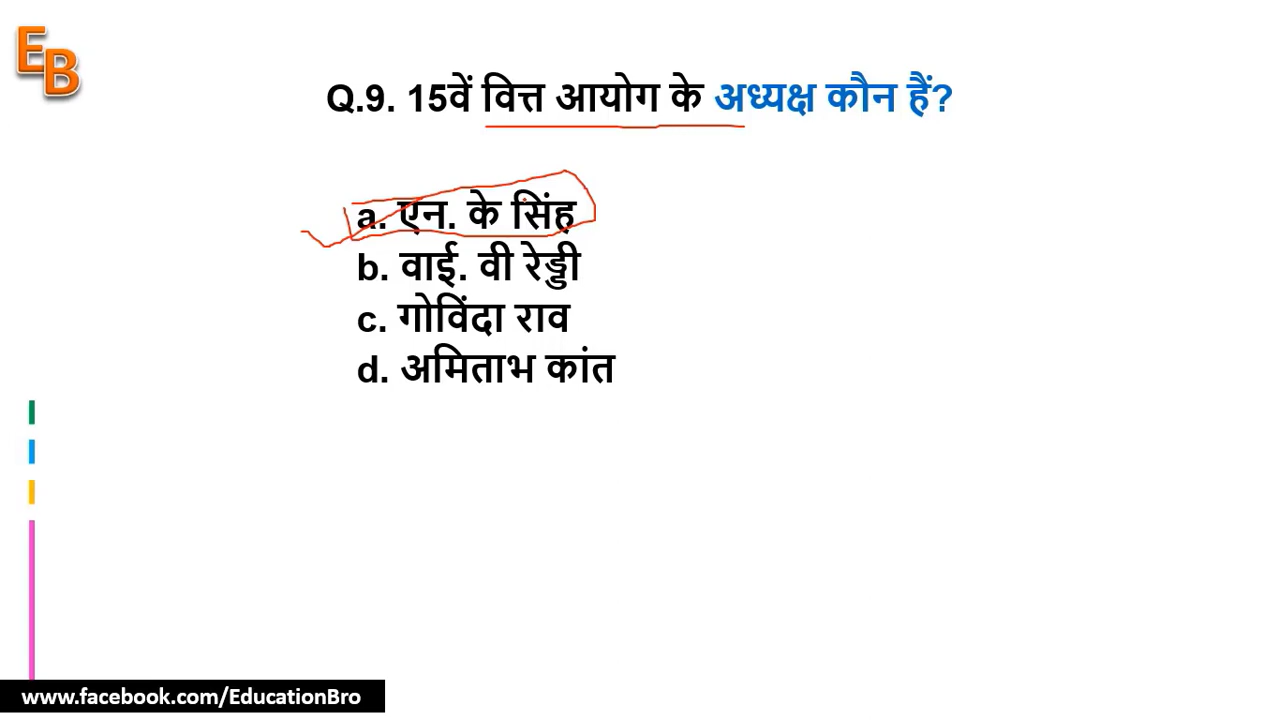 EB
Q.9. 15वें वित्त आयोग के अध्यक्ष कौन हैं?
a. एन. के सिंह
b. वाई. वी रेड्डी
c. गोविंदा राव
d. अमिताभ कांत
www.facebook.com/EducationBro